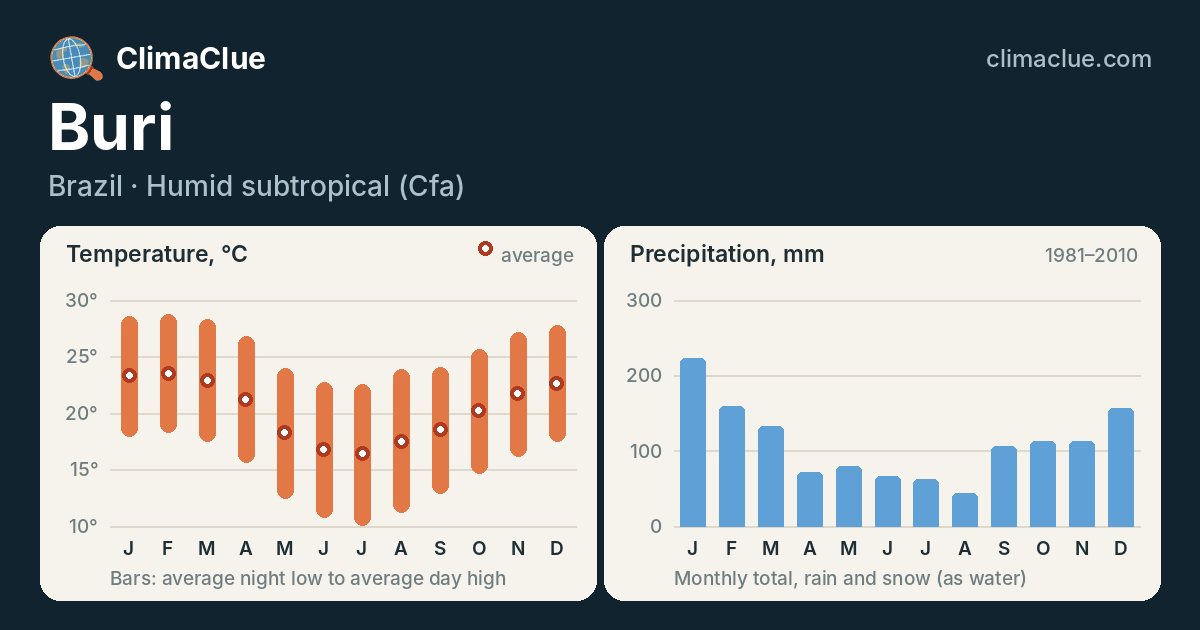 ClimaClue
climaclue.com
Buri
Brazil · Humid subtropical (Cfa)
Temperature, °C
average
30°
25°
20°
15°
10°
J F M A M J J A S O N D
Bars: average night low to average day high
Precipitation, mm
1981–2010
300
200
100
0
J F M A M J J A S O N D
Monthly total, rain and snow (as water)